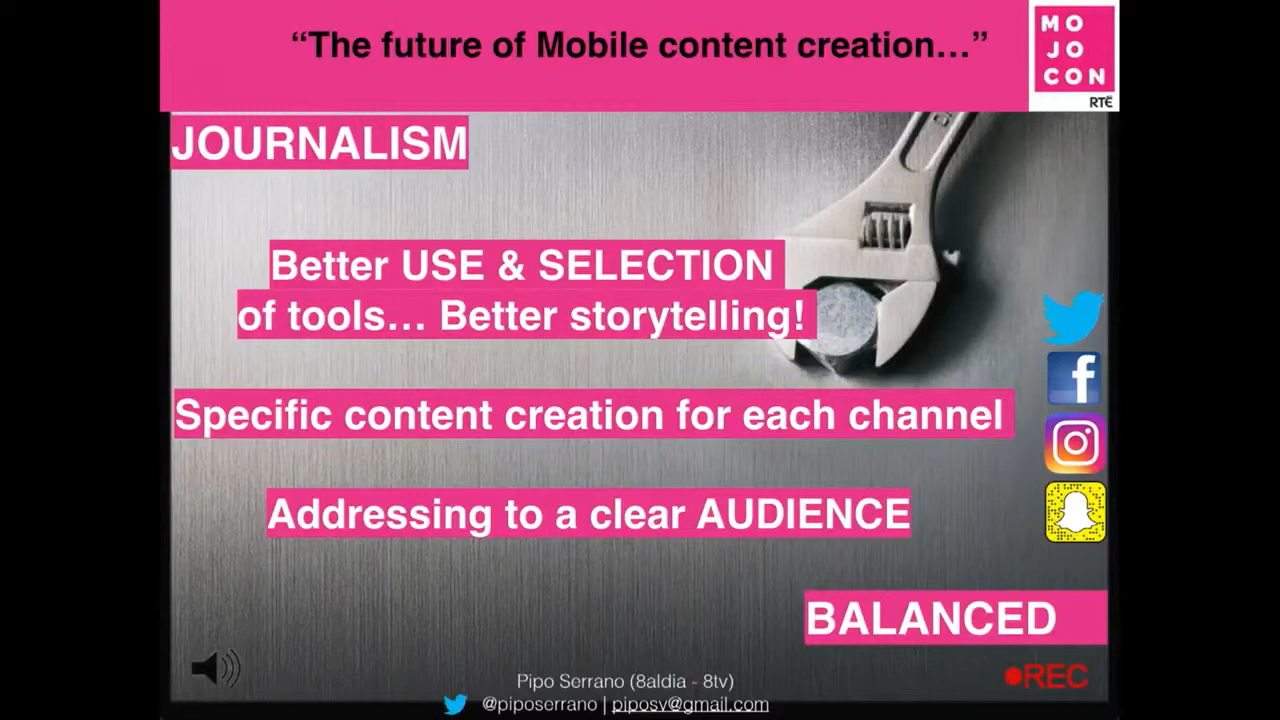 “The future of Mobile content creation...”
MO
JO
CON
RTÉ
JOURNALISM
Better USE & SELECTION
of tools... Better storytelling!
Specific content creation for each channel
Addressing to a clear AUDIENCE
BALANCED
REC
Pipo Serrano (8aldia - 8tv)
@piposerrano | piposv@gmail.com